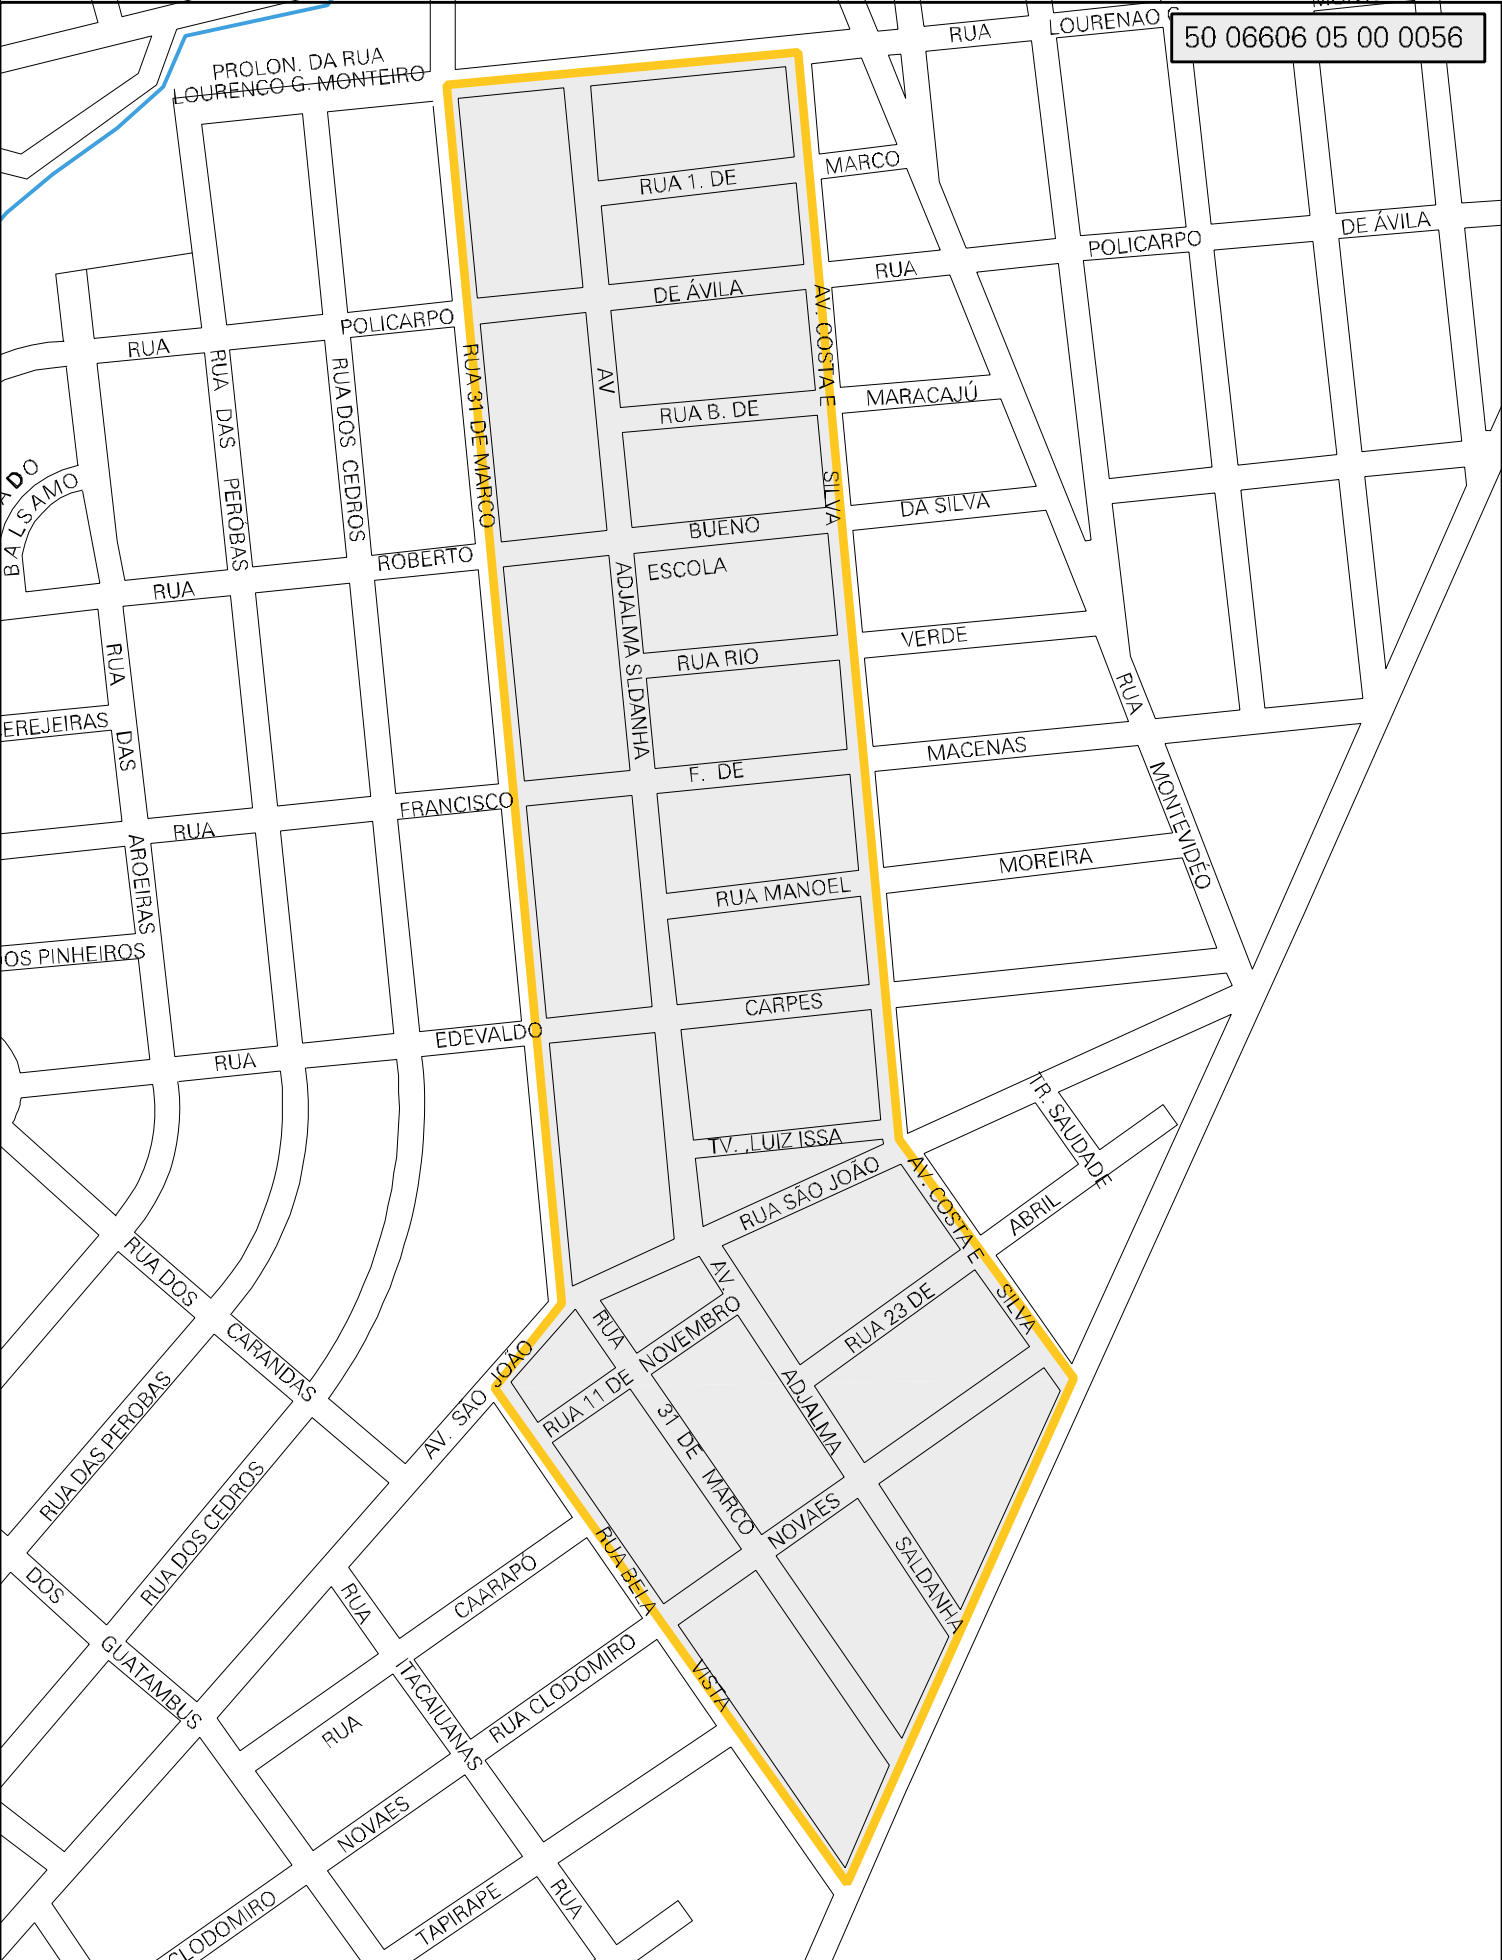 50 06606 05 00 0056
RUA
LOURENAO G
PROLON. DA RUA
LOURENCO G. MONTEIRO
RUA 1. DE
MARCO
POLICARPO
DE ÁVILA
RUA
DE ÁVILA
POLICARPO
RUA
AV. COSTA E
SILVA
RUA 31 DE MARCO
RUA DAS PERÓBAS
RUA DOS CEDROS
AV
ADJALMA SLDANHA
RUA B. DE
MARACAJÚ
BALSAMO
BUENO
DA SILVA
ESCOLA
ROBERTO
RUA
VERDE
RUA RIO
RUA
DAS
AROEIRAS
EREJEIRAS
RUA
MONTEVIDÉO
MACENAS
F. DE
FRANCISCO
RUA
MOREIRA
RUA MANOEL
OS PINHEIROS
CARPES
EDEVALDO
RUA
TR. SAUDADE
TV. ,LUIZ ISSA
RUA SÃO JOÃO
AV. COSTA E
SILVA
ABRIL
RUA DOS
CARANDAS
AV.
ADJALMA
SALDANHA
RUA
31 DE MARCO
NOVEMBRO
RUA 11 DE
RUA 23 DE
AV. SAO JOÃO
RUA DAS PEROBAS
RUA DOS CEDROS
NOVAES
RUA BELA
VISTA
CAARAPÓ
RUA
DOS
GUATAMBUS
RUA
ITACAIUANAS
RUA CLODOMIRO
NOVAES
TAPIRAPE
RUA
CLODOMIRO